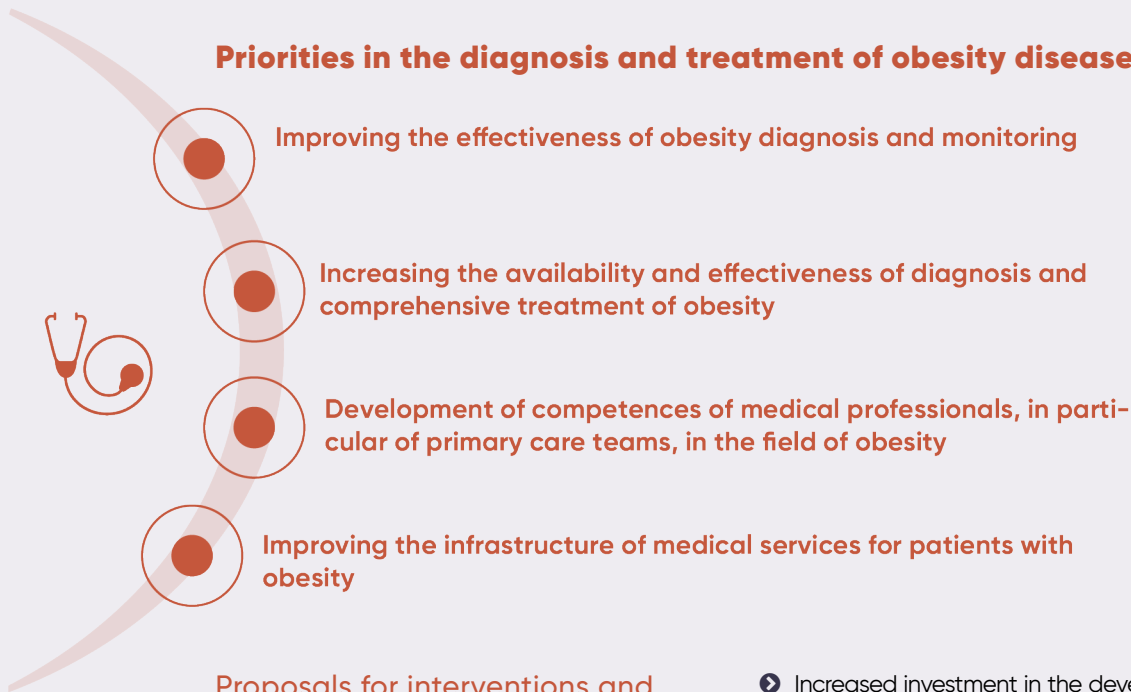 Priorities in the diagnosis and treatment of obesity disease
Improving the effectiveness of obesity diagnosis and monitoring
Increasing the availability and effectiveness of diagnosis and
comprehensive treatment of obesity
Development of competences of medical professionals, in parti-
cular of primary care teams, in the field of obesity
Improving the infrastructure of medical services for patients with
obesity
Proposals for interventions and
Increased investment in the